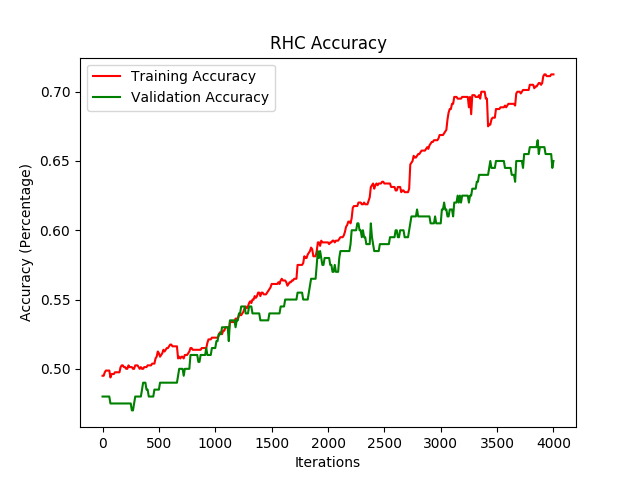 RHC Accuracy
Training Accuracy
Validation Accuracy
Accuracy (Percentage)
0.70
0.65
0.60
0.55
0.50
0 500 1000 1500 2000 2500 3000 3500 4000
Iterations